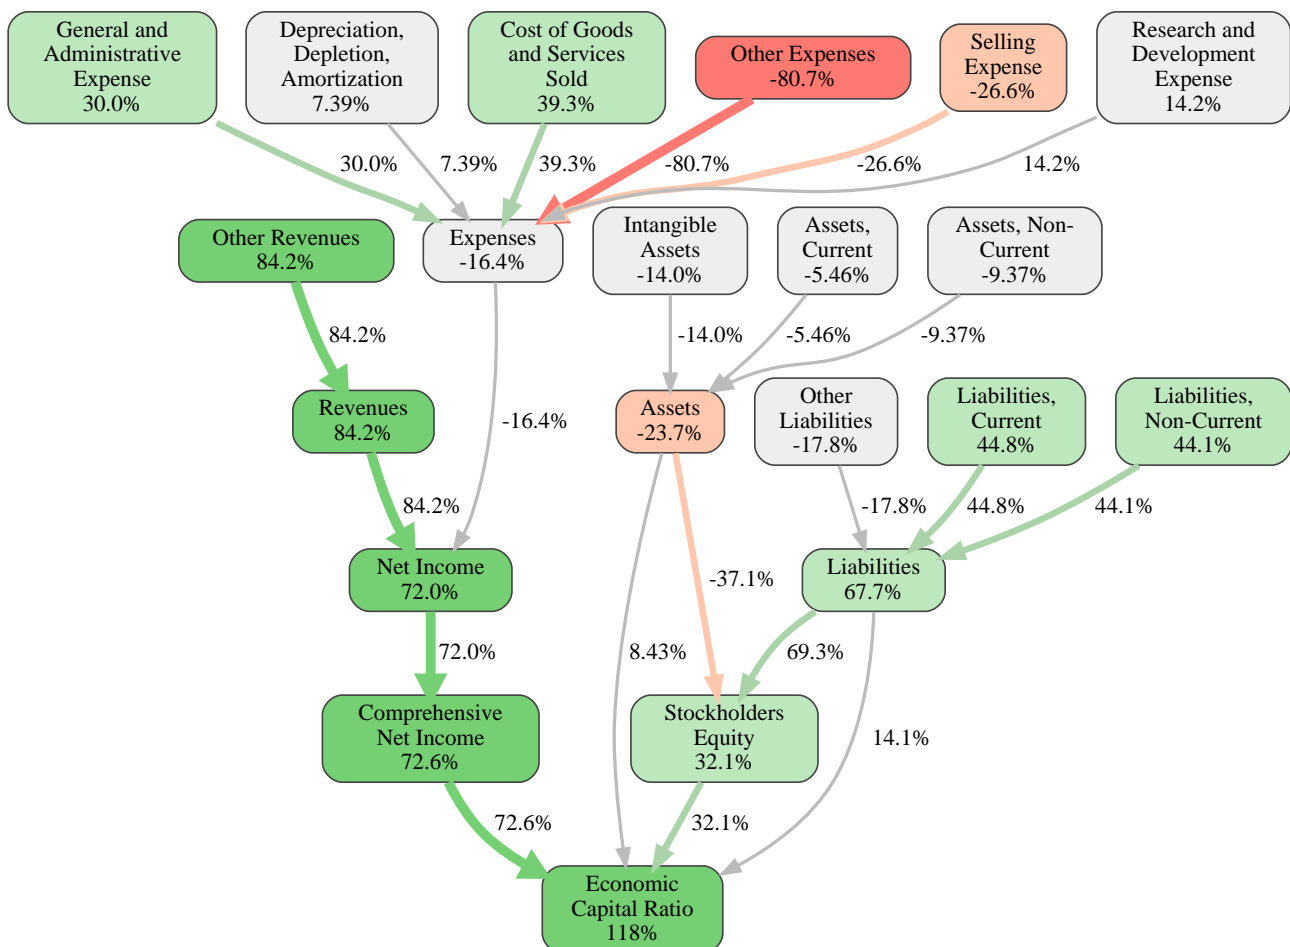 General and
Administrative
Expense
30.0%
Depreciation,
Depletion,
Amortization
7.39%
Cost of Goods
and Services
Sold
39.3%
Other Expenses
-80.7%
Selling
Expense
-26.6%
Research and
Development
Expense
14.2%
30.0%
7.39%
39.3%
-80.7%
-26.6%
14.2%
Other Revenues
84.2%
Expenses
-16.4%
Intangible
Assets
-14.0%
Assets,
Current
-5.46%
Assets, Non-
Current
-9.37%
84.2%
-14.0%
-5.46%
-9.37%
Revenues
84.2%
-16.4%
Assets
-23.7%
Other
Liabilities
-17.8%
Liabilities,
Current
44.8%
Liabilities,
Non-Current
44.1%
84.2%
-17.8%
44.8%
44.1%
Net Income
72.0%
-37.1%
Liabilities
67.7%
72.0%
8.43%
69.3%
Comprehensive
Net Income
72.6%
Stockholders
Equity
32.1%
14.1%
72.6%
32.1%
Economic
Capital Ratio
118%